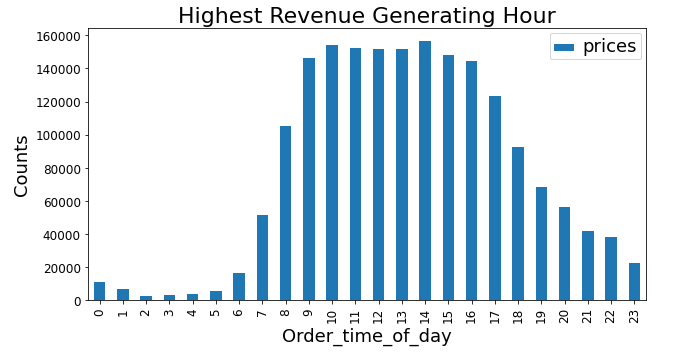 Highest Revenue Generating Hour
160000
140000
120000
100000
80000
60000
40000
20000
0
Counts
prices
0 1 2 3 4 5 6 7 8 9 10 11 12 13 14 15 16 17 18 19 20 21 22 23
Order_time_of_day